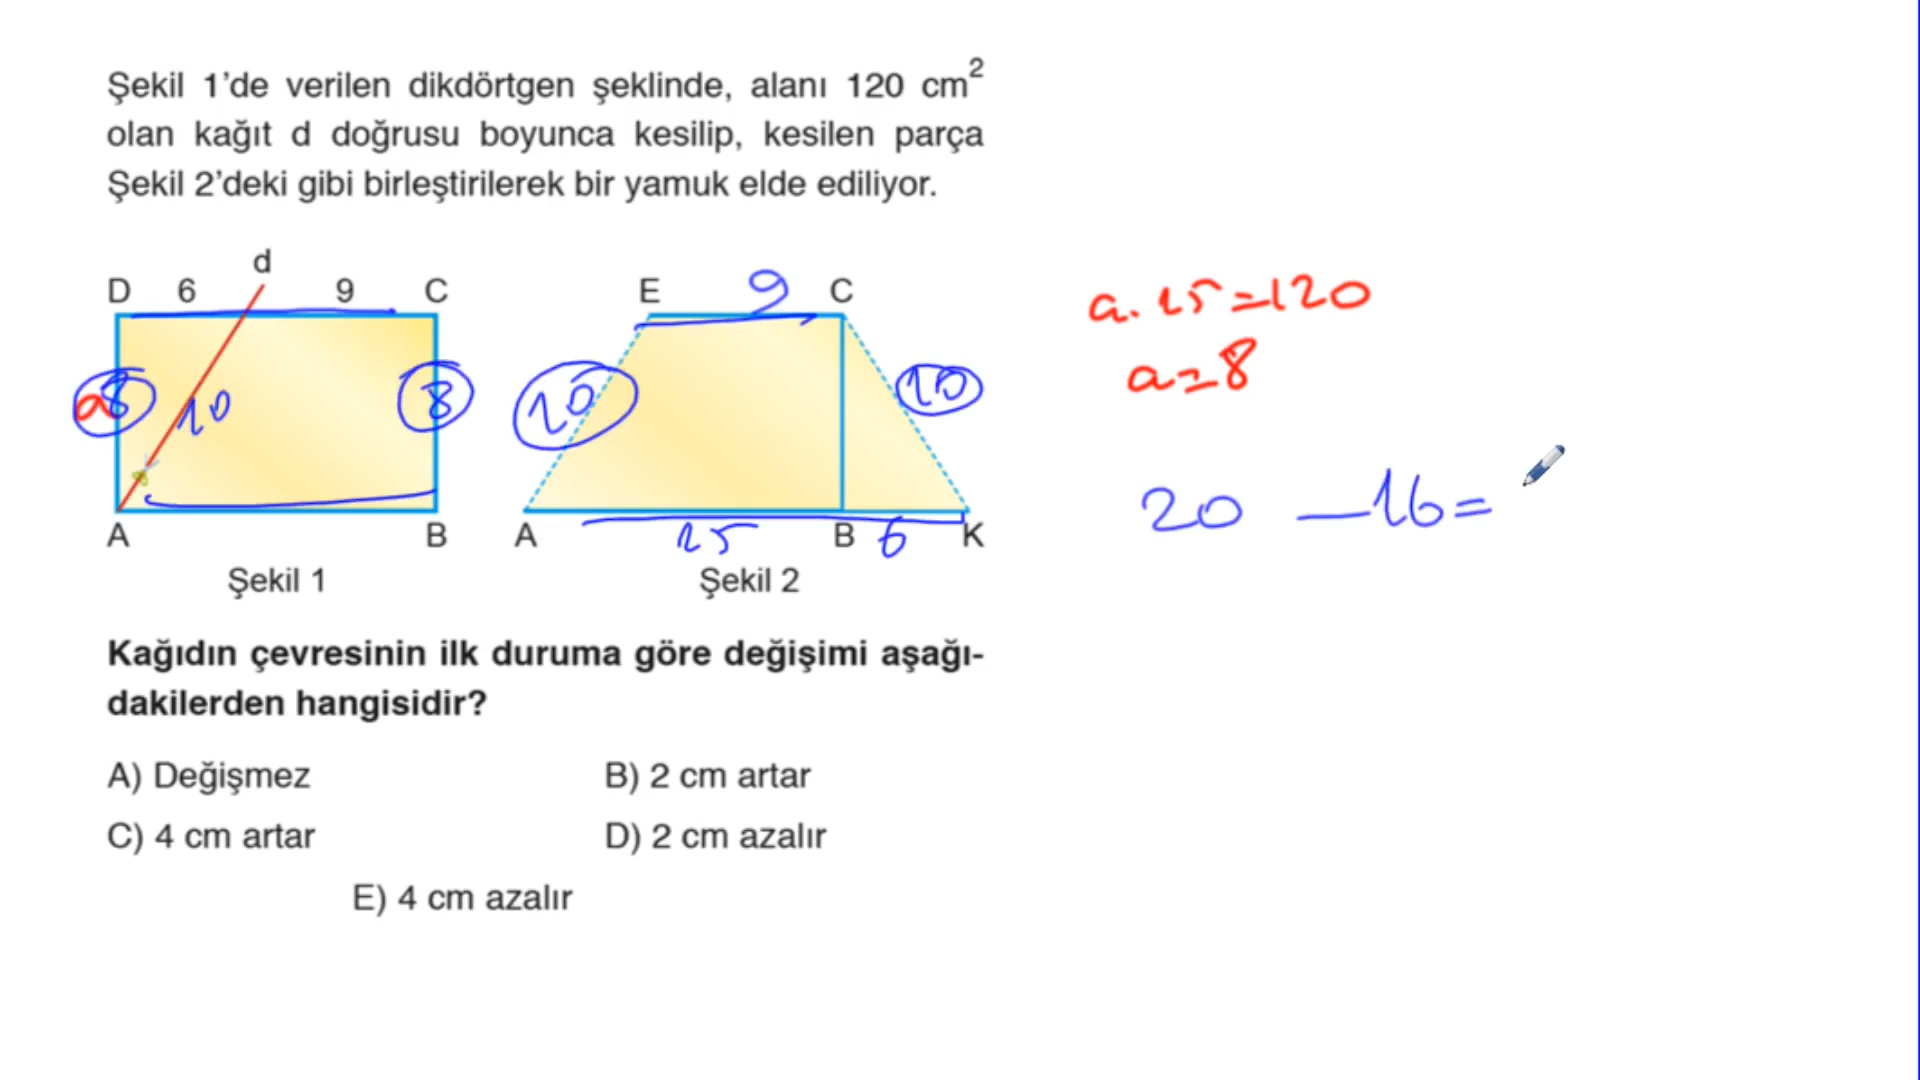 Şekil 1’de verilen dikdörtgen şeklinde, alanı 120 cm²
olan kağıt d doğrusu boyunca kesilip, kesilen parça
Şekil 2’deki gibi birleştirilerek bir yamuk elde ediliyor.
d
D 6 9 C
E 9 C
a 8 10 8
10 10
A B
A 15 B 6 K
Şekil 1
Şekil 2
a. 15 = 120
a = 8
20 — 16 =
Kağıdın çevresinin ilk duruma göre değişimi aşağı-
dakilerden hangisidir?
A) Değişmez
B) 2 cm artar
C) 4 cm artar
D) 2 cm azalır
E) 4 cm azalır